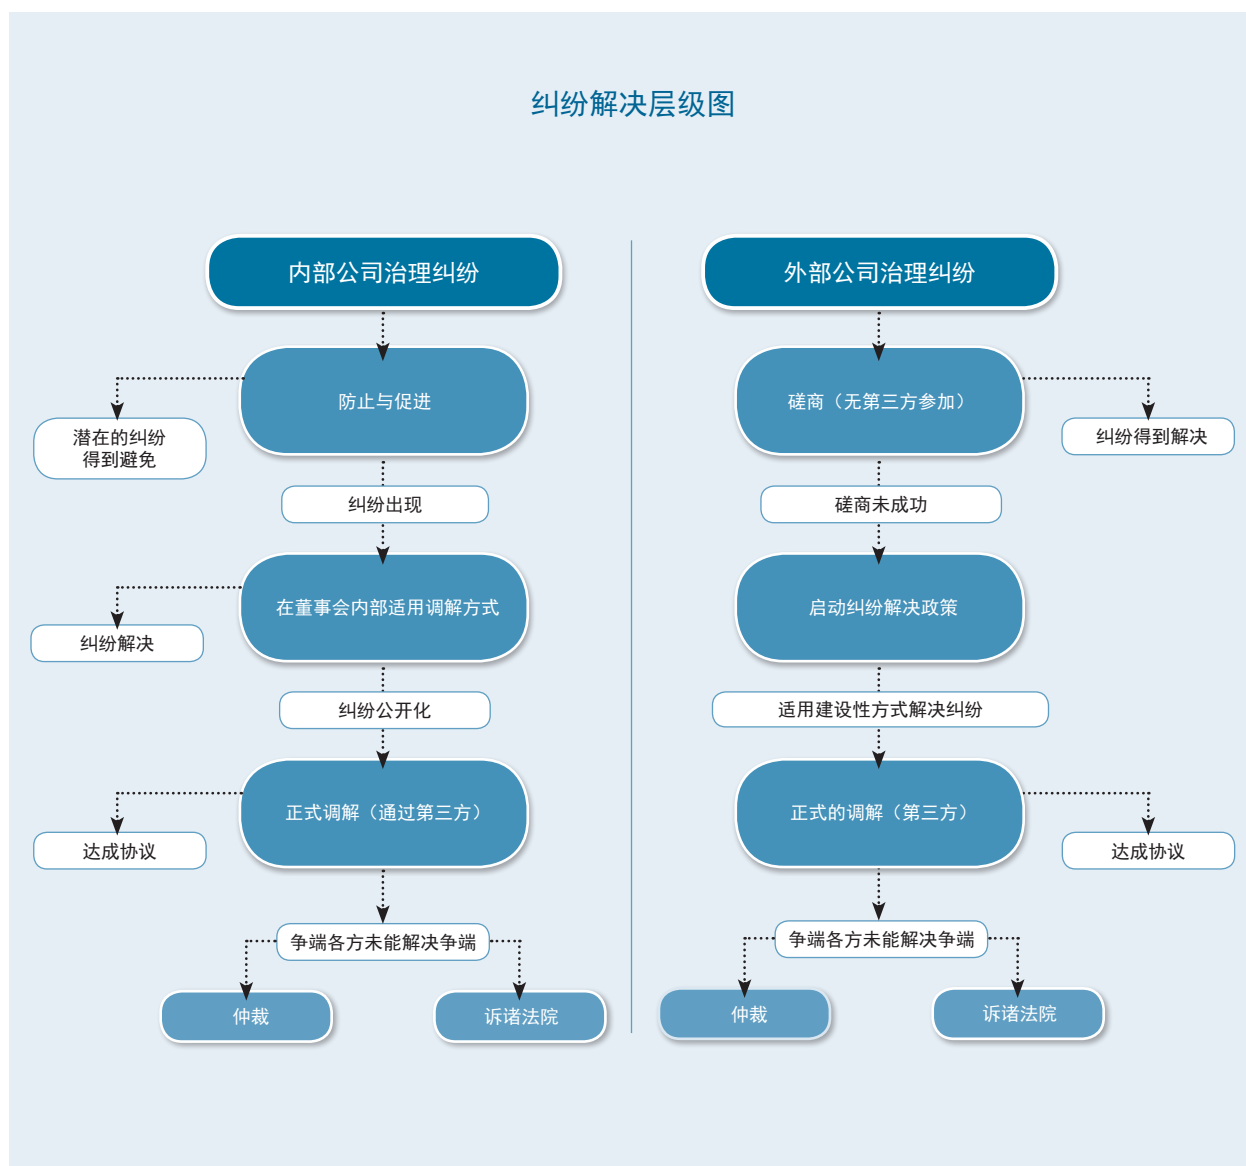 纠纷解决层级图
内部公司治理纠纷
防止与促进
潜在的纠纷
得到避免
纠纷出现
在董事会内部适用调解方式
纠纷解决
纠纷公开化
正式调解（通过第三方）
达成协议
争端各方未能解决争端
仲裁
诉诸法院
外部公司治理纠纷
磋商（无第三方参加）
纠纷得到解决
磋商未成功
启动纠纷解决政策
适用建设性方式解决纠纷
正式的调解（第三方）
达成协议
争端各方未能解决争端
仲裁
诉诸法院